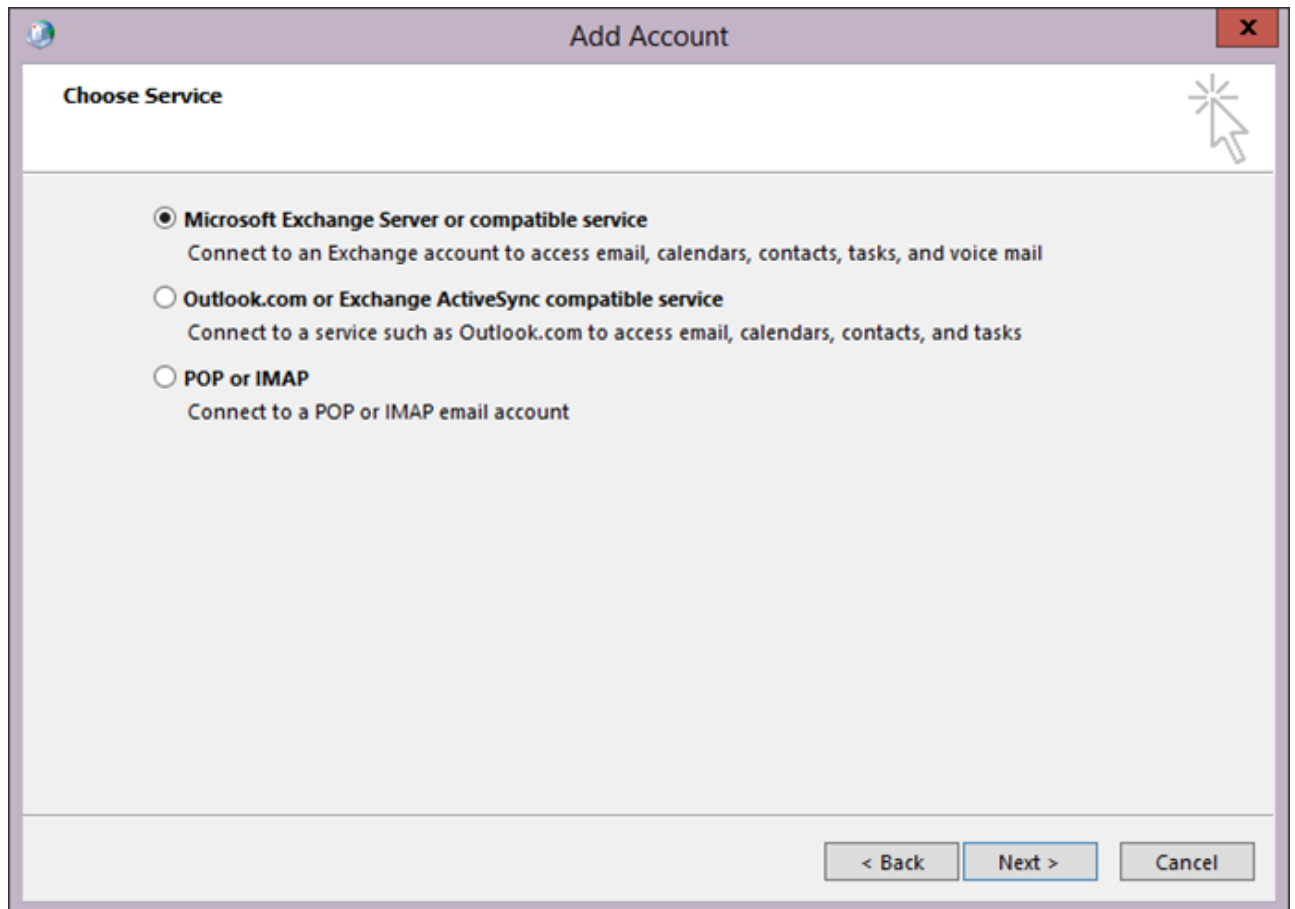 Add Account
x
Choose Service
Microsoft Exchange Server or compatible service
Connect to an Exchange account to access email, calendars, contacts, tasks, and voice mail
Outlook.com or Exchange ActiveSync compatible service
Connect to a service such as Outlook.com to access email, calendars, contacts, and tasks
POP or IMAP
Connect to a POP or IMAP email account
< Back Next > Cancel